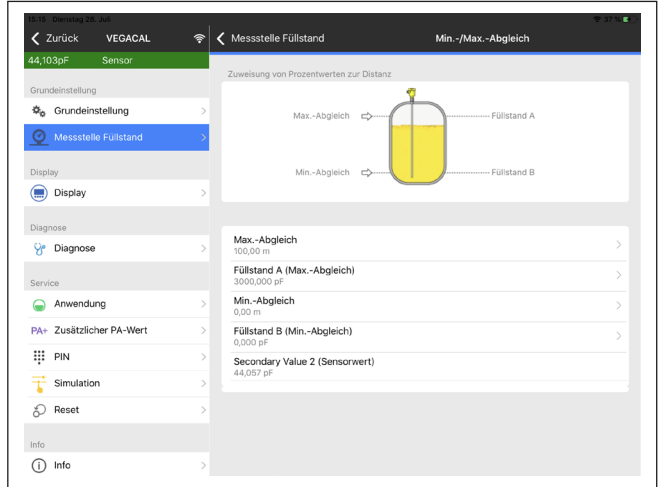 15:15 Dienstag 28. Juli
37 %
Zurück VEGACAL
44,103pF Sensor
Grundeinstellung
Grundeinstellung
Messstelle Füllstand
Display
Display
Diagnose
Diagnose
Service
Anwendung
PA+ Zusätzlicher PA-Wert
PIN
Simulation
Reset
Info
Info
Messstelle Füllstand Min.-/Max.-Abgleich
Zuweisung von Prozentwerten zur Distanz
Max.-Abgleich Füllstand A
Min.-Abgleich Füllstand B
Max.-Abgleich
100,00 m
Füllstand A (Max.-Abgleich)
3000,000 pF
Min.-Abgleich
0,00 m
Füllstand B (Min.-Abgleich)
0,000 pF
Secondary Value 2 (Sensorwert)
44,057 pF